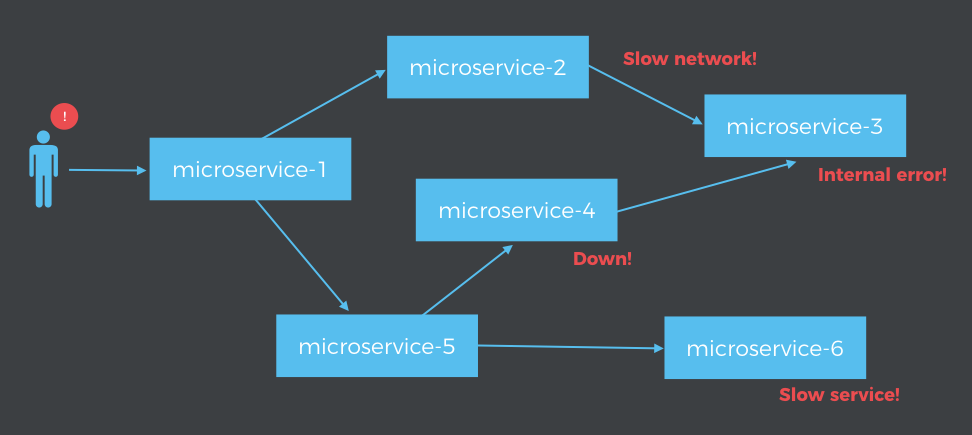 microservice-2
Slow network!
!
microservice-3
microservice-1
Internal error!
microservice-4
Down!
microservice-5
microservice-6
Slow service!